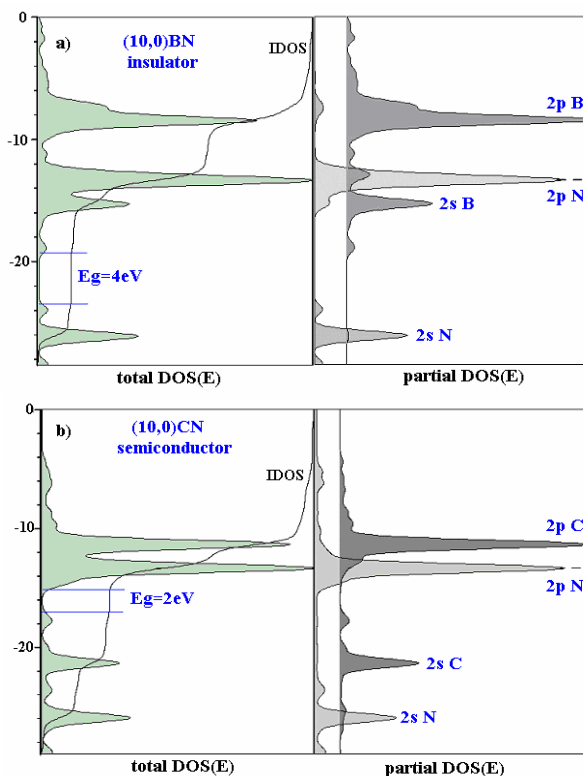 0
a)
(10,0)BN
insulator
IDOS
2p B
-10
2p N
2s B
-20
Eg=4eV
2s N
total DOS(E)
partial DOS(E)
0
b)
(10,0)CN
semiconductor
IDOS
-10
2p C
2p N
Eg=2eV
-20
2s C
2s N
total DOS(E)
partial DOS(E)